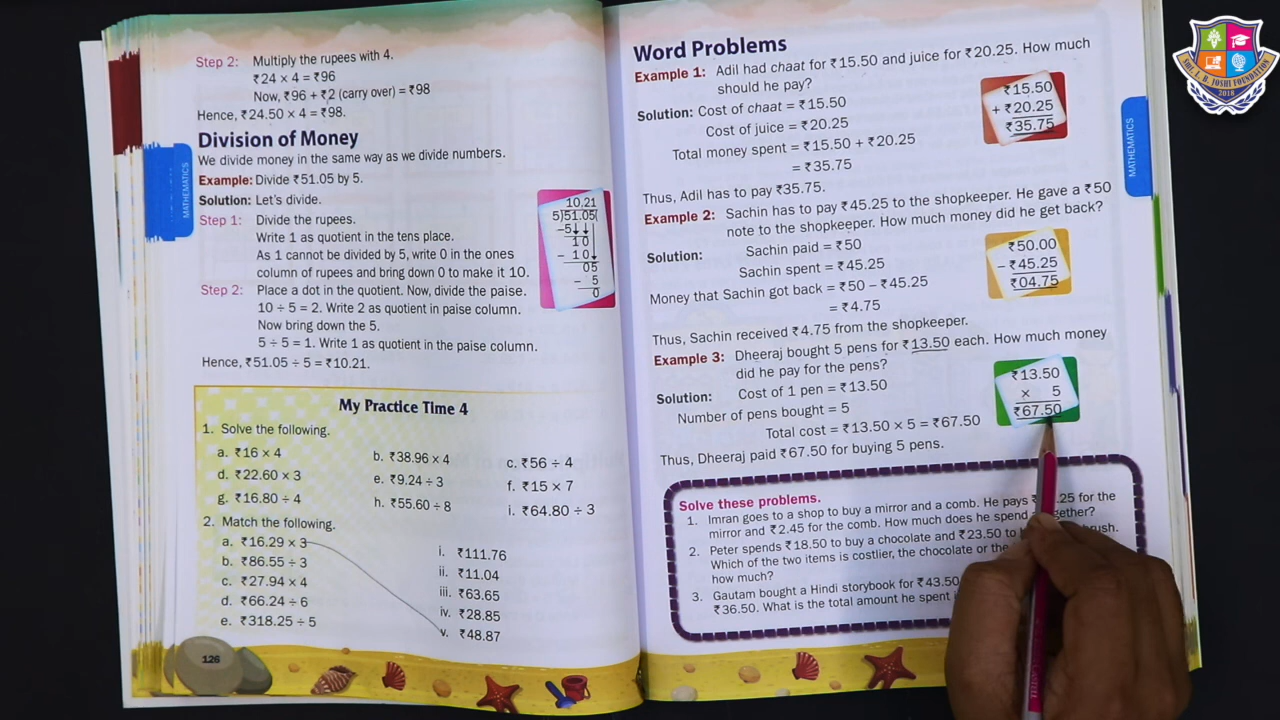 Step 2: Multiply the rupees with 4.
₹24 × 4 = ₹96
Now, ₹96 + ₹2 (carry over) = ₹98
Hence, ₹24.50 × 4 = ₹98.
Division of Money
We divide money in the same way as we divide numbers.
Example: Divide ₹51.05 by 5.
Solution: Let's divide.
Step 1: Divide the rupees.
Write 1 as quotient in the tens place.
As 1 cannot be divided by 5, write 0 in the ones
column of rupees and bring down 0 to make it 10.
Step 2: Place a dot in the quotient. Now, divide the paise.
10 ÷ 5 = 2. Write 2 as quotient in paise column.
Now bring down the 5.
5 ÷ 5 = 1. Write 1 as quotient in the paise column.
Hence, ₹51.05 ÷ 5 = ₹10.21.
10.21
5)51.05(
−5
10
− 10
05
− 5
0
MATHEMATICS
My Practice Time 4
1. Solve the following.
a. ₹16 × 4 b. ₹38.96 × 4 c. ₹56 ÷ 4
d. ₹22.60 × 3 e. ₹9.24 ÷ 3 f. ₹15 × 7
g. ₹16.80 ÷ 4 h. ₹55.60 ÷ 8 i. ₹64.80 ÷ 3
2. Match the following.
a. ₹16.29 × 3 i. ₹111.76
b. ₹86.55 ÷ 3 ii. ₹11.04
c. ₹27.94 × 4 iii. ₹63.65
d. ₹66.24 ÷ 6 iv. ₹28.85
e. ₹318.25 ÷ 5 v. ₹48.87
126
Word Problems
Example 1: Adil had chaat for ₹15.50 and juice for ₹20.25. How much
should he pay?
Solution: Cost of chaat = ₹15.50
Cost of juice = ₹20.25
Total money spent = ₹15.50 + ₹20.25
= ₹35.75
Thus, Adil has to pay ₹35.75.
₹15.50
+ ₹20.25
₹35.75
Example 2: Sachin has to pay ₹45.25 to the shopkeeper. He gave a ₹50
note to the shopkeeper. How much money did he get back?
Solution: Sachin paid = ₹50
Sachin spent = ₹45.25
Money that Sachin got back = ₹50 – ₹45.25
= ₹4.75
Thus, Sachin received ₹4.75 from the shopkeeper.
₹50.00
− ₹45.25
₹04.75
Example 3: Dheeraj bought 5 pens for ₹13.50 each. How much money
did he pay for the pens?
Solution: Cost of 1 pen = ₹13.50
Number of pens bought = 5
Total cost = ₹13.50 × 5 = ₹67.50
Thus, Dheeraj paid ₹67.50 for buying 5 pens.
₹13.50
× 5
₹67.50
Solve these problems.
1. Imran goes to a shop to buy a mirror and a comb. He pays .25 for the
mirror and ₹2.45 for the comb. How much does he spend
2. Peter spends ₹18.50 to buy a chocolate and ₹23.50 to
Which of the two items is costlier, the chocolate or the
how much?
3. Gautam bought a Hindi storybook for ₹43.50
₹36.50. What is the total amount he spent
MATHEMATICS
SHL. L. B. JOSHI FOUNDATION
2018